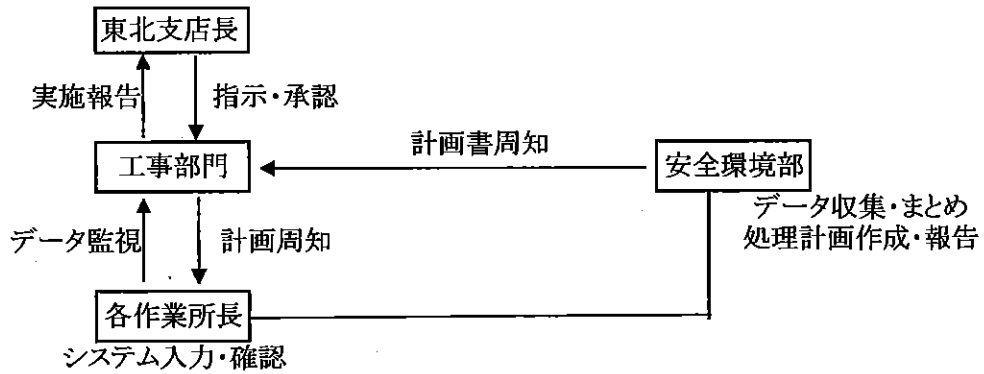 東北支店長
実施報告
指示・承認
計画書周知
工事部門
安全環境部
データ収集・まとめ
処理計画作成・報告
データ監視
計画周知
各作業所長
システム入力・確認